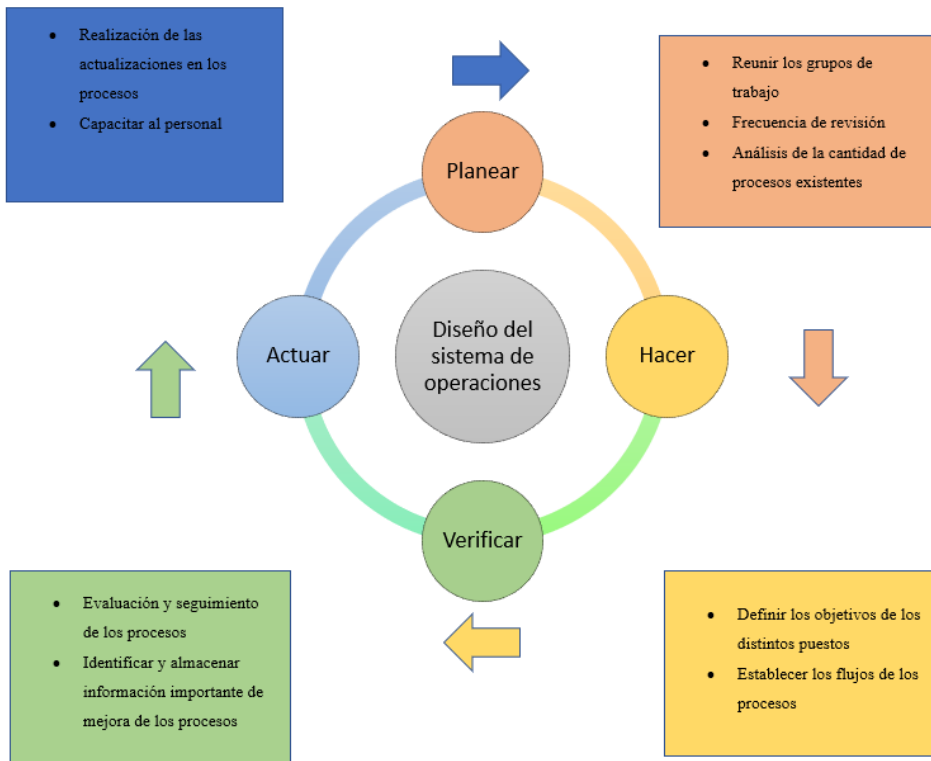 • Realización de las
actualizaciones en los
procesos
• Capacitar al personal
• Reunir los grupos de
trabajo
• Frecuencia de revisión
• Análisis de la cantidad de
procesos existentes
Planear
Actuar
Diseño del
sistema de
operaciones
Hacer
Verificar
• Evaluación y seguimiento
de los procesos
• Identificar y almacenar
información importante de
mejora de los procesos
• Definir los objetivos de los
distintos puestos
• Establecer los flujos de los
procesos